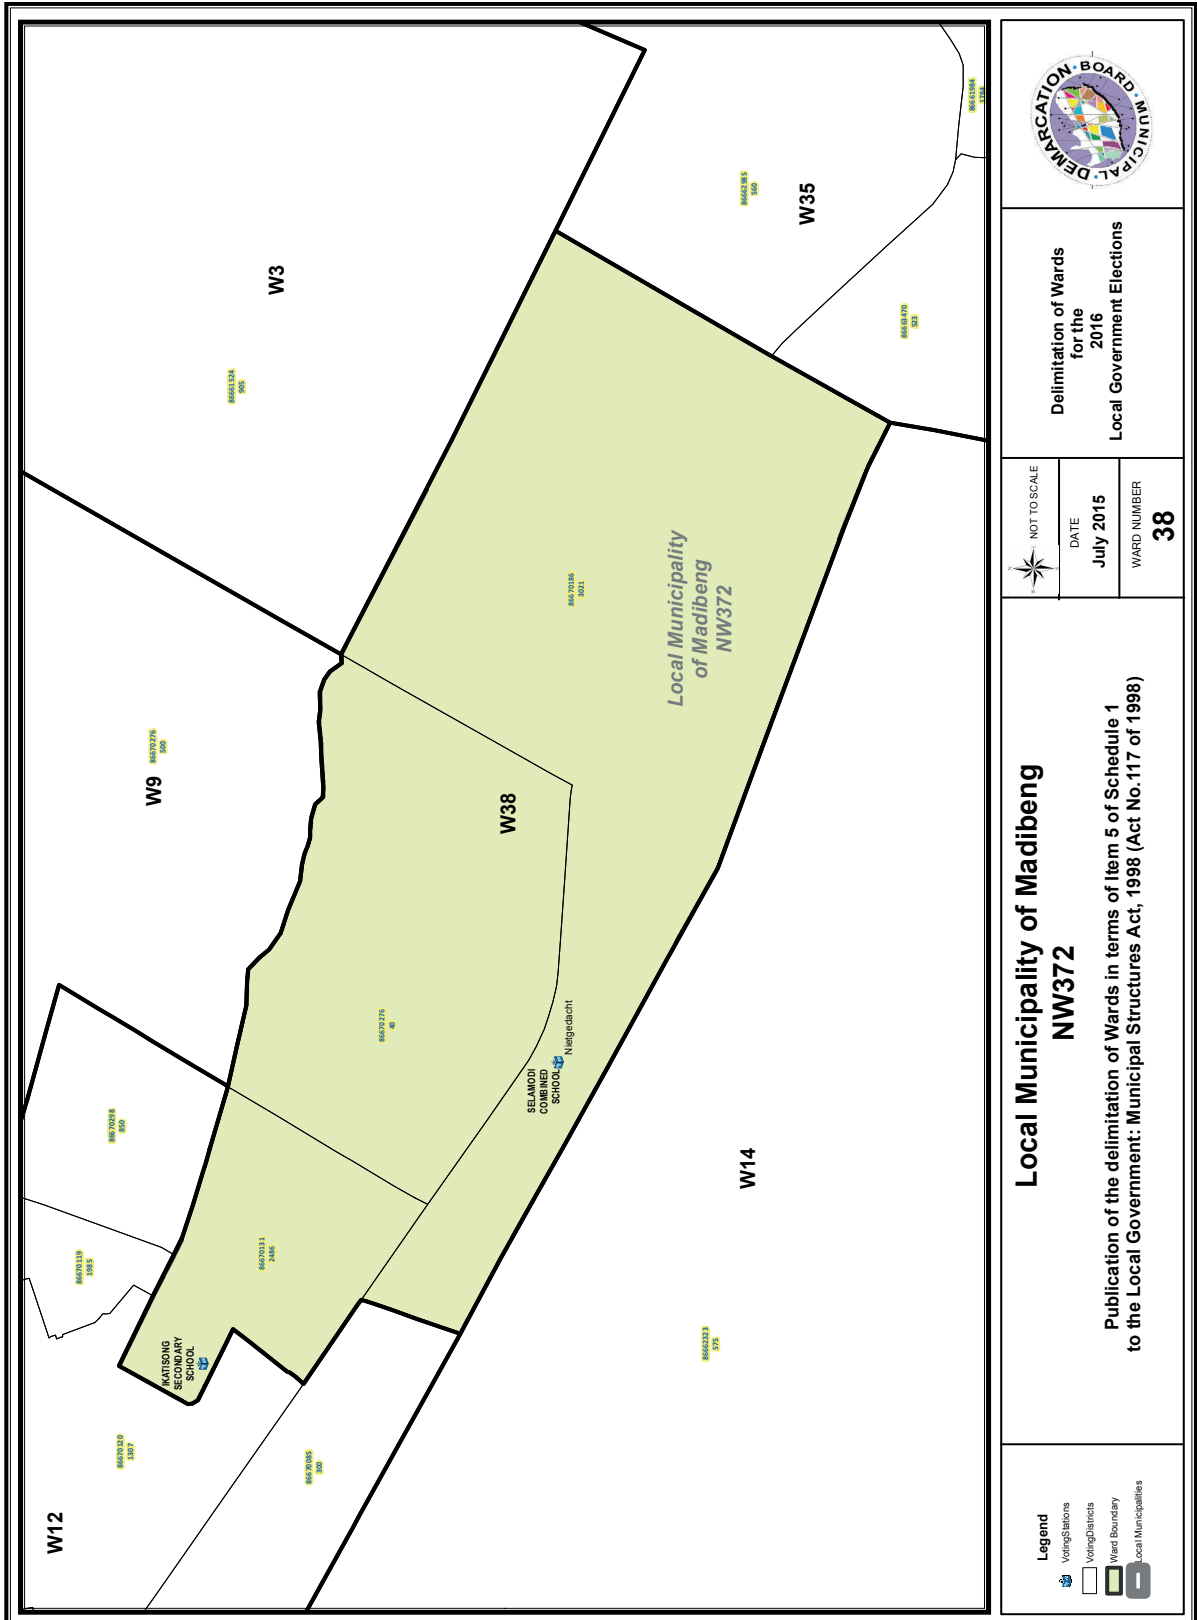 W12
86670120
1307
86670119
1985
86670298
850
W9
86670276
500
W3
86661524
905
IKATISONG
SECONDARY
SCHOOL
86670131
2486
86670085
300
86670276
40
W38
SELAMODI
COMBINED
SCHOOL
Nietgedacht
86670186
3021
Local Municipality
of Madibeng
NW372
86662985
560
W35
86661984
1784
86663470
523
W14
86662323
575
Legend
VotingStations
VotingDistricts
Ward Boundary
Local Municipalities
Local Municipality of Madibeng
NW372
Publication of the delimitation of Wards in terms of Item 5 of Schedule 1
to the Local Government: Municipal Structures Act, 1998 (Act No.117 of 1998)
NOT TO SCALE
DATE
July 2015
WARD NUMBER
38
Delimitation of Wards
for the
2016
Local Government Elections
MUNICIPAL DEMARCATION BOARD